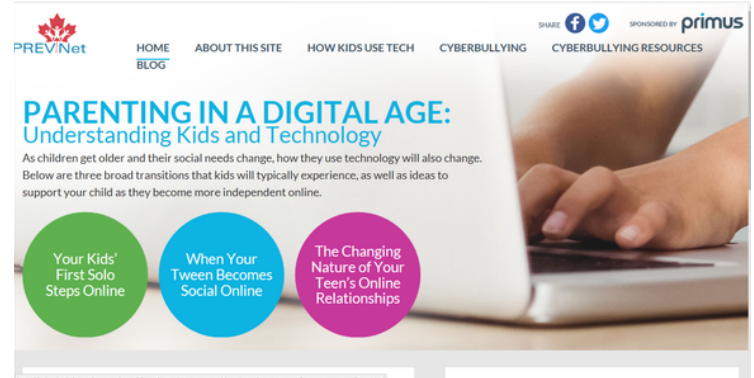 SHARE
SPONSORED BY primus
PREVNet
HOME ABOUT THIS SITE HOW KIDS USE TECH CYBERBULLYING CYBERBULLYING RESOURCES
BLOG
PARENTING IN A DIGITAL AGE:
Understanding Kids and Technology
As children get older and their social needs change, how they use technology will also change.
Below are three broad transitions that kids will typically experience, as well as ideas to
support your child as they become more independent online.
Your Kids'
First Solo
Steps Online
When Your
Tween Becomes
Social Online
The Changing
Nature of Your
Teen's Online
Relationships